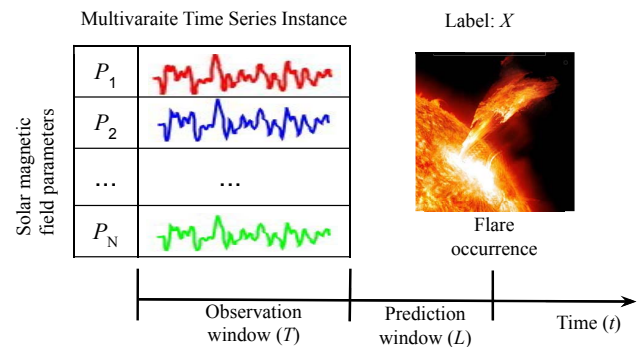 Multivaraite Time Series Instance
Label: X
Solar magnetic
field parameters
P1
P2
...
...
PN
Flare
occurrence
Observation
window (T)
Prediction
window (L)
Time (t)